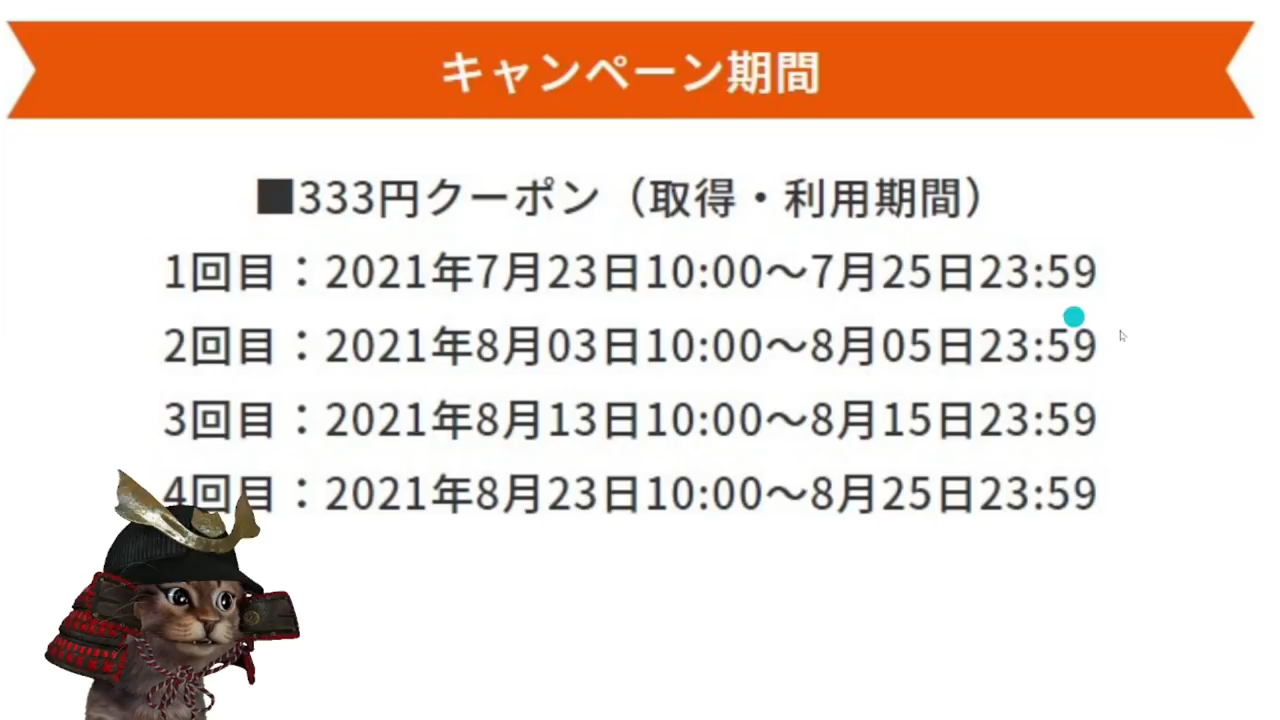 キャンペーン期間
■333円クーポン（取得・利用期間）
1回目：2021年7月23日10:00〜7月25日23:59
2回目：2021年8月03日10:00〜8月05日23:59
3回目：2021年8月13日10:00〜8月15日23:59
4回目：2021年8月23日10:00〜8月25日23:59